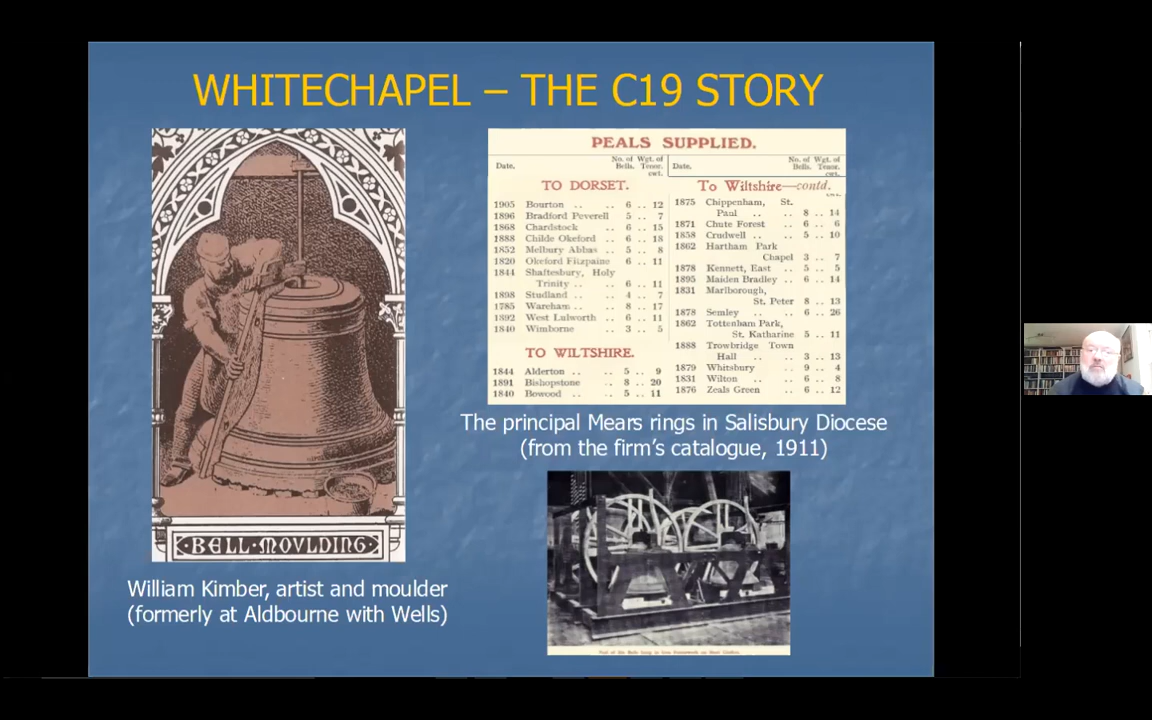 WHITECHAPEL – THE C19 STORY
BELL·MOVLDING
William Kimber, artist and moulder
(formerly at Aldbourne with Wells)
PEALS SUPPLIED.
Date. No. of Bells. Wgt. of Tenor. cwt.
TO DORSET.
1905 Bourton .. .. 6 .. 12
1896 Bradford Peverell 5 .. 7
1868 Chardstock .. 6 .. 15
1888 Childe Okeford .. 6 .. 18
1852 Melbury Abbas .. 5 .. 8
1820 Okeford Fitzpaine 6 .. 11
1844 Shaftesbury, Holy
Trinity .. .. 6 .. 11
1898 Studland .. .. 4 .. 7
1785 Wareham .. .. 8 .. 17
1892 West Lulworth .. 6 .. 11
1840 Wimborne .. 3 .. 5
TO WILTSHIRE.
1844 Alderton .. .. 5 .. 9
1891 Bishopstone .. 8 .. 20
1840 Bowood .. .. 5 .. 11
Date. No. of Bells. Wgt. of Tenor. cwt.
To Wiltshire—contd.
1875 Chippenham, St.
Paul .. .. 8 .. 14
1871 Chute Forest .. 6 .. 6
1858 Crudwell .. .. 5 .. 10
1862 Hartham Park
Chapel 3 .. 7
1878 Kennett, East .. 5 .. 5
1895 Maiden Bradley .. 6 .. 14
1831 Marlborough,
St. Peter 8 .. 13
1878 Semley .. .. 6 .. 26
1862 Tottenham Park,
St. Katharine 5 .. 11
1888 Trowbridge Town
Hall .. .. 3 .. 13
1879 Whitsbury .. 9 .. 4
1831 Wilton .. .. 6 .. 8
1876 Zeals Green .. 6 .. 12
The principal Mears rings in Salisbury Diocese
(from the firm's catalogue, 1911)